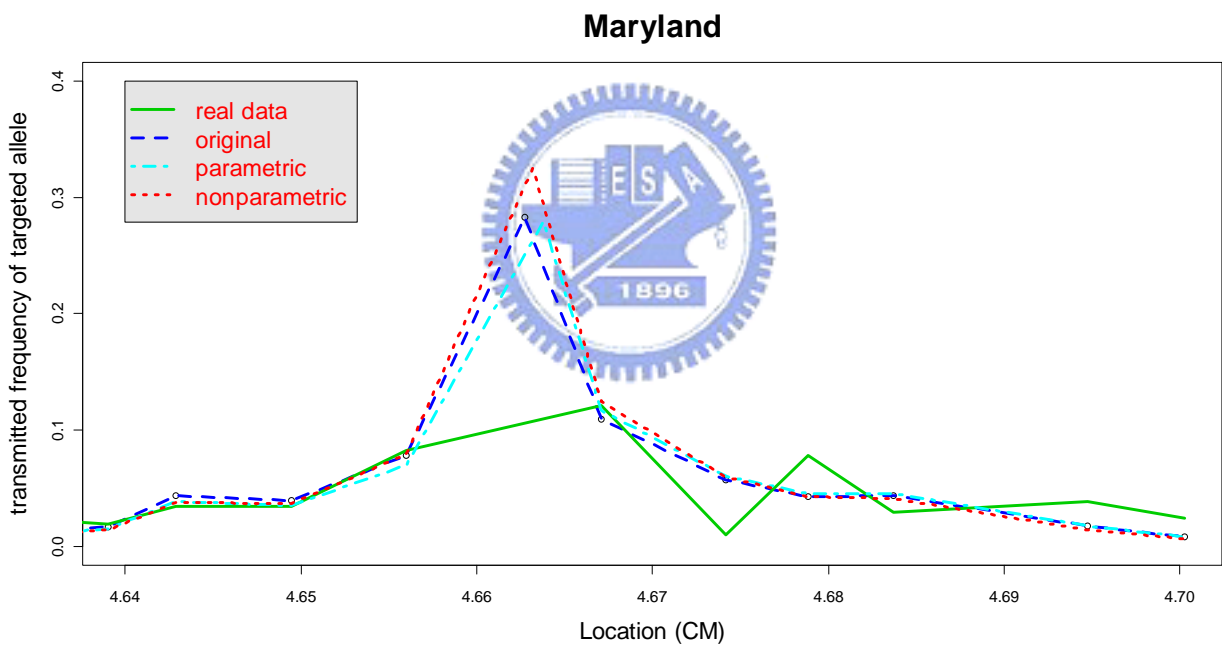 Maryland
transmitted frequency of targeted allele
0.4
0.3
0.2
0.1
0.0
real data
original
parametric
nonparametric
E S A
1896
4.64
4.65
4.66
4.67
4.68
4.69
4.70
Location (CM)